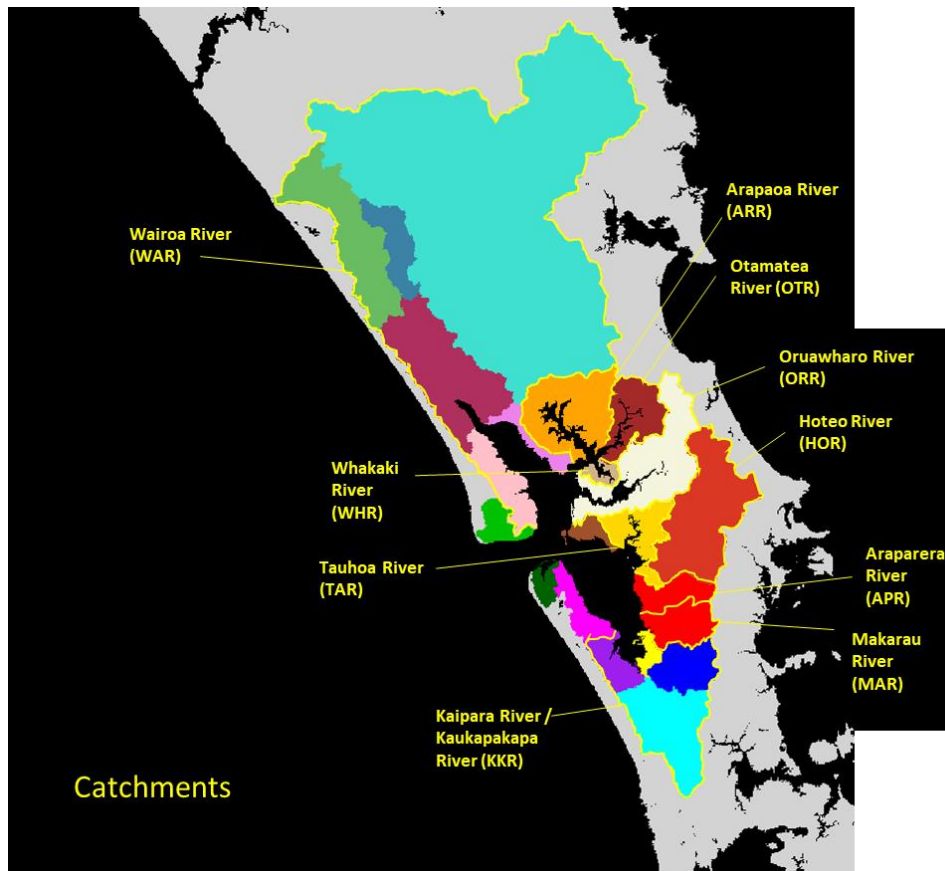 Arapaoa River
(ARR)
Wairoa River
(WAR)
Otamatea
River (OTR)
Oruawharo River
(ORR)
Hoteo River
(HOR)
Whakaki
River
(WHR)
Tauhoa River
(TAR)
Araparera
River
(APR)
Makarau
River
(MAR)
Kaipara River /
Kaukapakapa
River (KKR)
Catchments